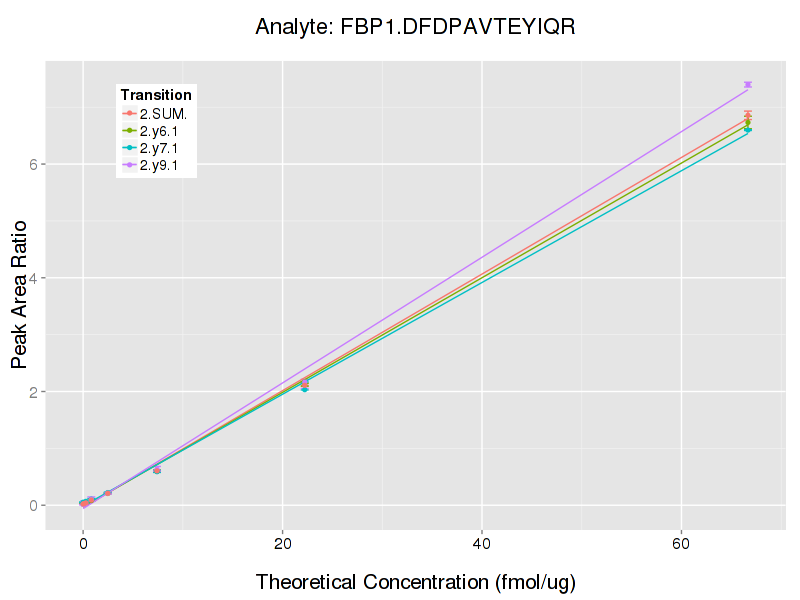 Analyte: FBP1.DFDPAVTEYIQR
Transition
2.SUM.
2.y6.1
2.y7.1
2.y9.1
Peak Area Ratio
6
4
2
0
0 20 40 60
Theoretical Concentration (fmol/ug)